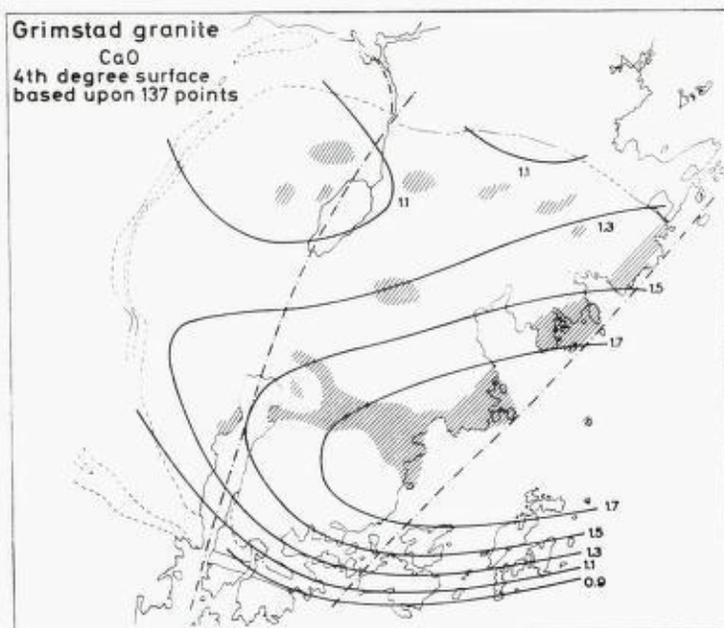 Grimstad granite
CaO
4th degree surface
based upon 137 points
1.1
1.1
1.3
1.5
1.7
1.7
1.5
1.3
1.1
0.9